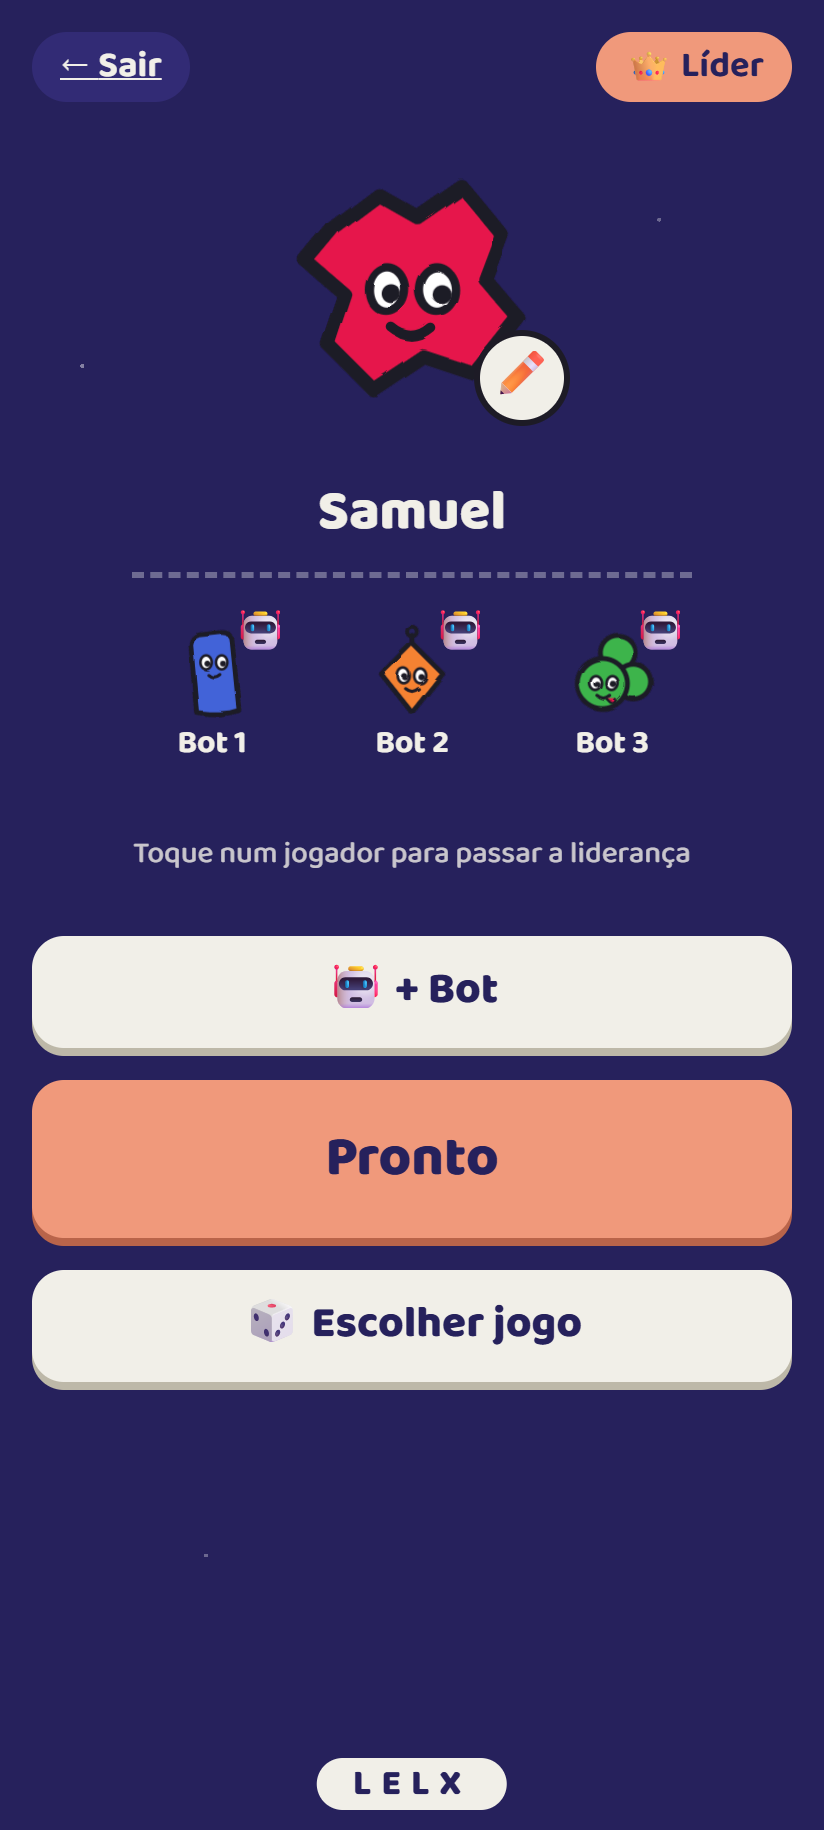 ← Sair
Líder
Samuel
Bot 1
Bot 2
Bot 3
Toque num jogador para passar a liderança
+ Bot
Pronto
Escolher jogo
LELX